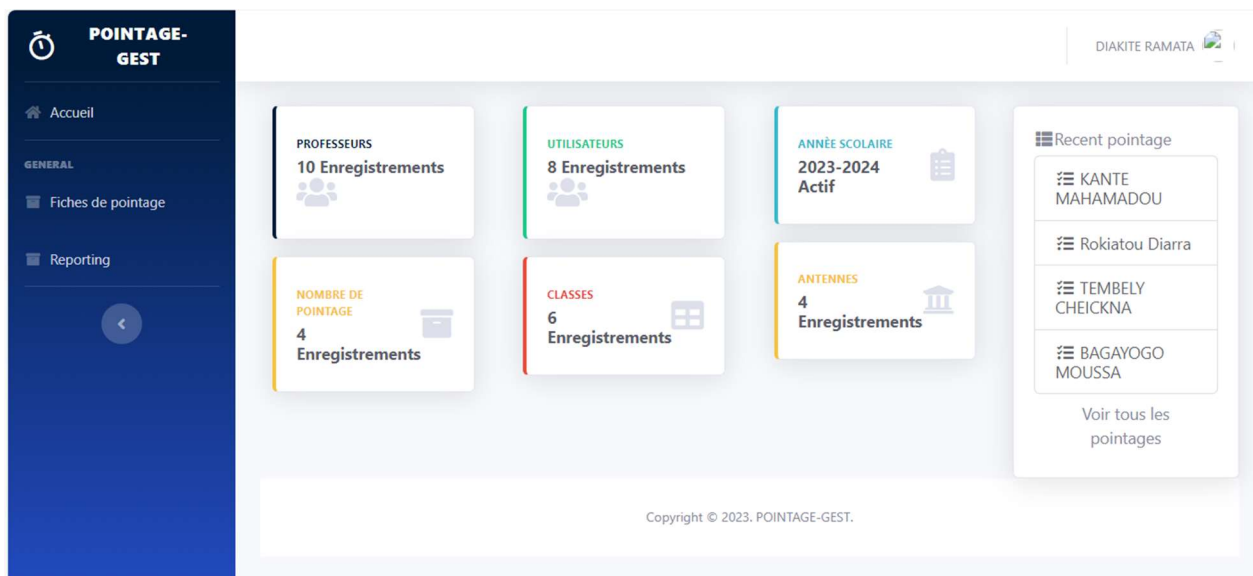 POINTAGE-
GEST
DIAKITE RAMATA
Accueil
GENERAL
Fiches de pointage
Reporting
PROFESSEURS
10 Enregistrements
UTILISATEURS
8 Enregistrements
ANNÈE SCOLAIRE
2023-2024
Actif
NOMBRE DE
POINTAGE
4
Enregistrements
CLASSES
6
Enregistrements
ANTENNES
4
Enregistrements
Recent pointage
KANTE
MAHAMADOU
Rokiatou Diarra
TEMBELY
CHEICKNA
BAGAYOGO
MOUSSA
Voir tous les
pointages
Copyright © 2023. POINTAGE-GEST.